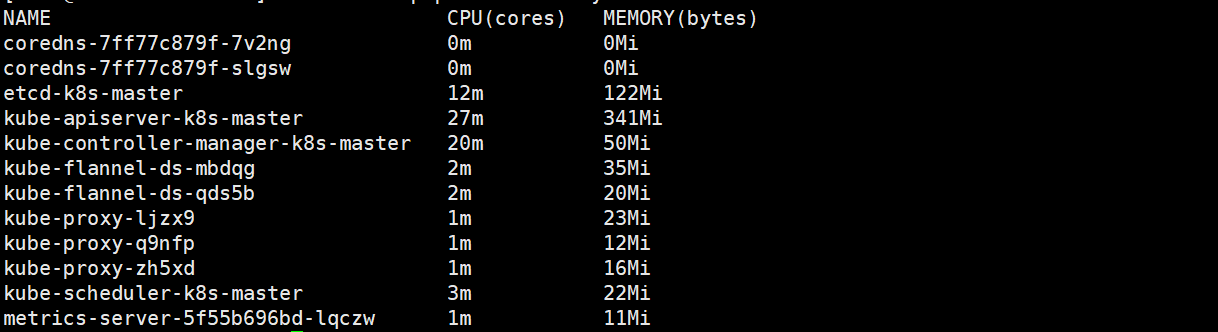 NAME CPU(cores) MEMORY(bytes)
coredns-7ff77c879f-7v2ng 0m 0Mi
coredns-7ff77c879f-slgsw 0m 0Mi
etcd-k8s-master 12m 122Mi
kube-apiserver-k8s-master 27m 341Mi
kube-controller-manager-k8s-master 20m 50Mi
kube-flannel-ds-mbdqg 2m 35Mi
kube-flannel-ds-qds5b 2m 20Mi
kube-proxy-ljzx9 1m 23Mi
kube-proxy-q9nfp 1m 12Mi
kube-proxy-zh5xd 1m 16Mi
kube-scheduler-k8s-master 3m 22Mi
metrics-server-5f55b696bd-lqczw 1m 11Mi